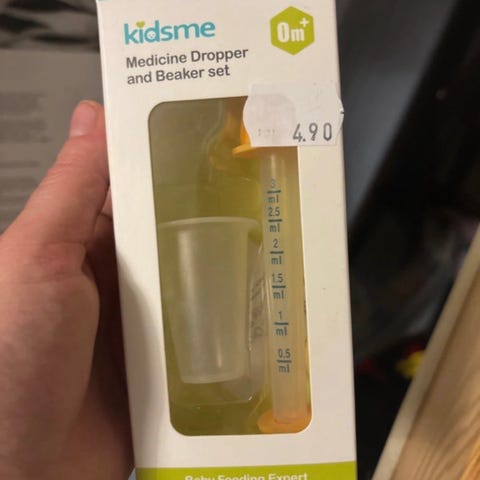 kidsme
0m+
Medicine Dropper
and Beaker set
4.90
3
ml
2.5
ml
2
ml
1.5
ml
1
ml
0.5
ml
Baby Feeding Expert